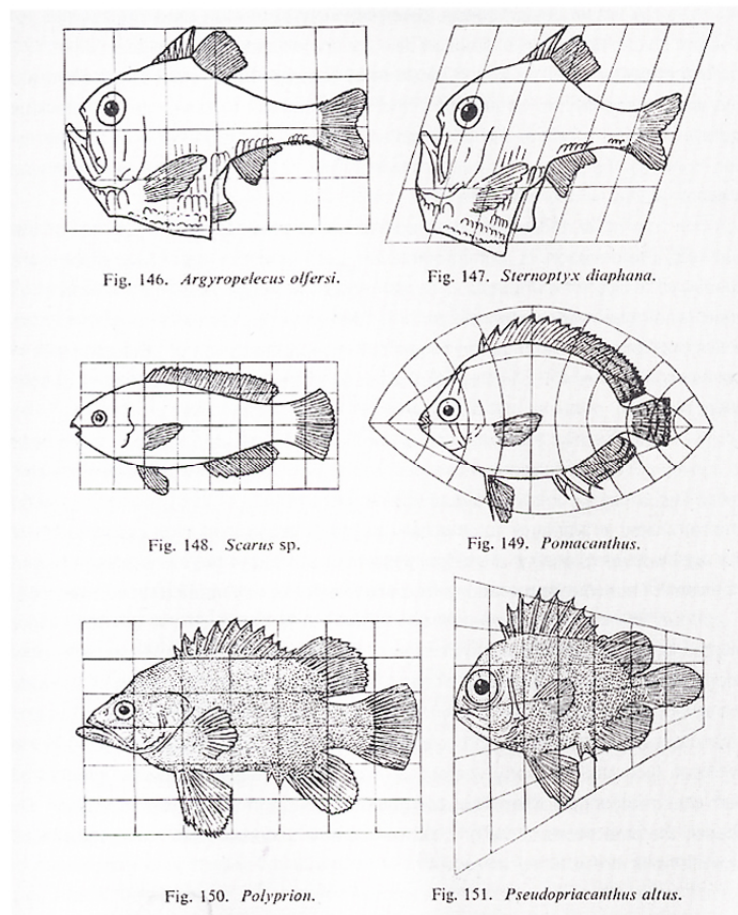 Fig. 146. Argyropelecus olfersi.
Fig. 147. Sternoptyx diaphana.
Fig. 148. Scarus sp.
Fig. 149. Pomacanthus.
Fig. 150. Polyprion.
Fig. 151. Pseudopriacanthus altus.